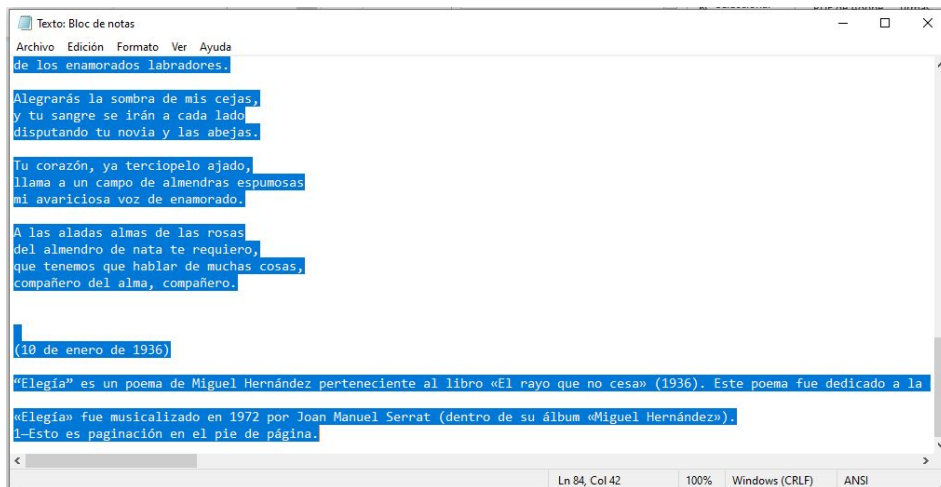 Texto: Bloc de notas
Archivo Edición Formato Ver Ayuda
de los enamorados labradores.
Alegrarás la sombra de mis cejas,
y tu sangre se irán a cada lado
disputando tu novia y las abejas.
Tu corazón, ya terciopelo ajado,
llama a un campo de almendras espumosas
mi avariciosa voz de enamorado.
A las aladas almas de las rosas
del almendro de nata te requiero,
que tenemos que hablar de muchas cosas,
compañero del alma, compañero.
(10 de enero de 1936)
“Elegía” es un poema de Miguel Hernández perteneciente al libro «El rayo que no cesa» (1936). Este poema fue dedicado a la
«Elegía» fue musicalizado en 1972 por Joan Manuel Serrat (dentro de su álbum «Miguel Hernández»).
1—Esto es paginación en el pie de página.
Ln 84, Col 42 100% Windows (CRLF) ANSI